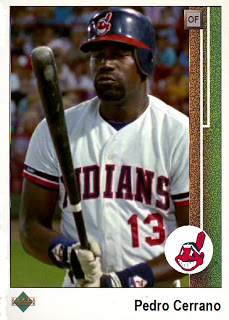 OF
INDIANS
13
Pedro Cerrano